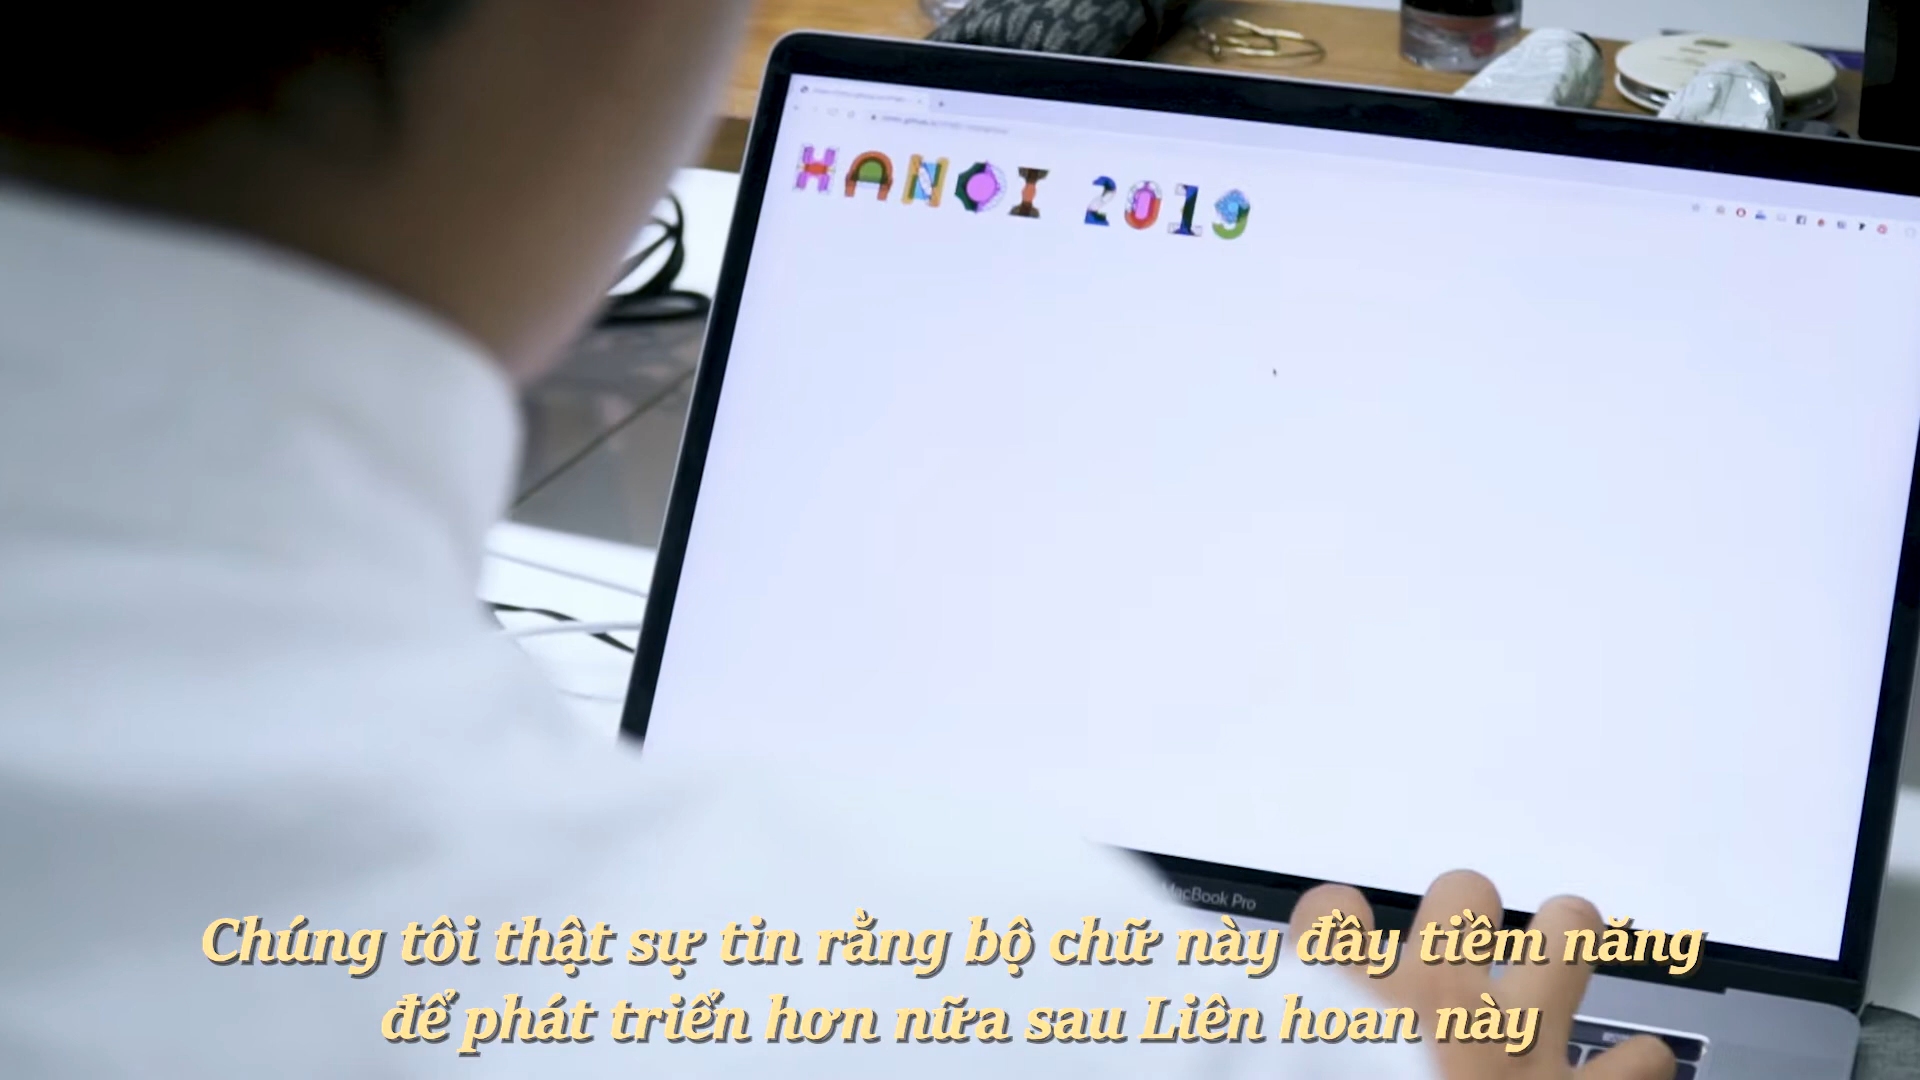 HANOI 2019
MacBook Pro
Chúng tôi thật sự tin rằng bộ chữ này đầy tiềm năng
để phát triển hơn nữa sau Liên hoan này